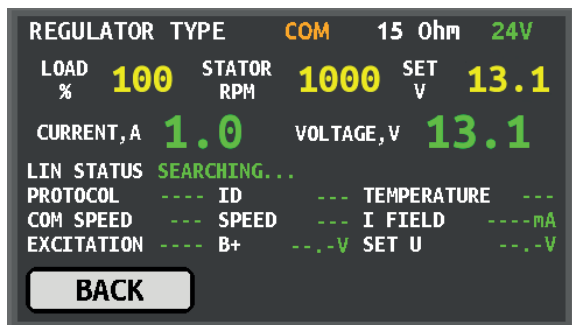 REGULATOR TYPE COM 15 Ohm 24V
LOAD % 100 STATOR RPM 1000 SET V 13.1
CURRENT,A 1.0 VOLTAGE,V 13.1
LIN STATUS SEARCHING...
PROTOCOL ---- ID --- TEMPERATURE ---
COM SPEED --- SPEED --- I FIELD ----mA
EXCITATION ---- B+ --.-V SET U --.-V
BACK